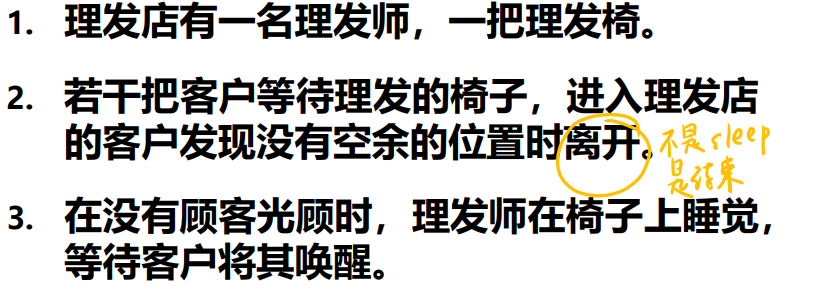 1. 理发店有一名理发师，一把理发椅。
2. 若干把客户等待理发的椅子，进入理发店
的客户发现没有空余的位置时离开。
不是sleep
是结束
3. 在没有顾客光顾时，理发师在椅子上睡觉，
等待客户将其唤醒。